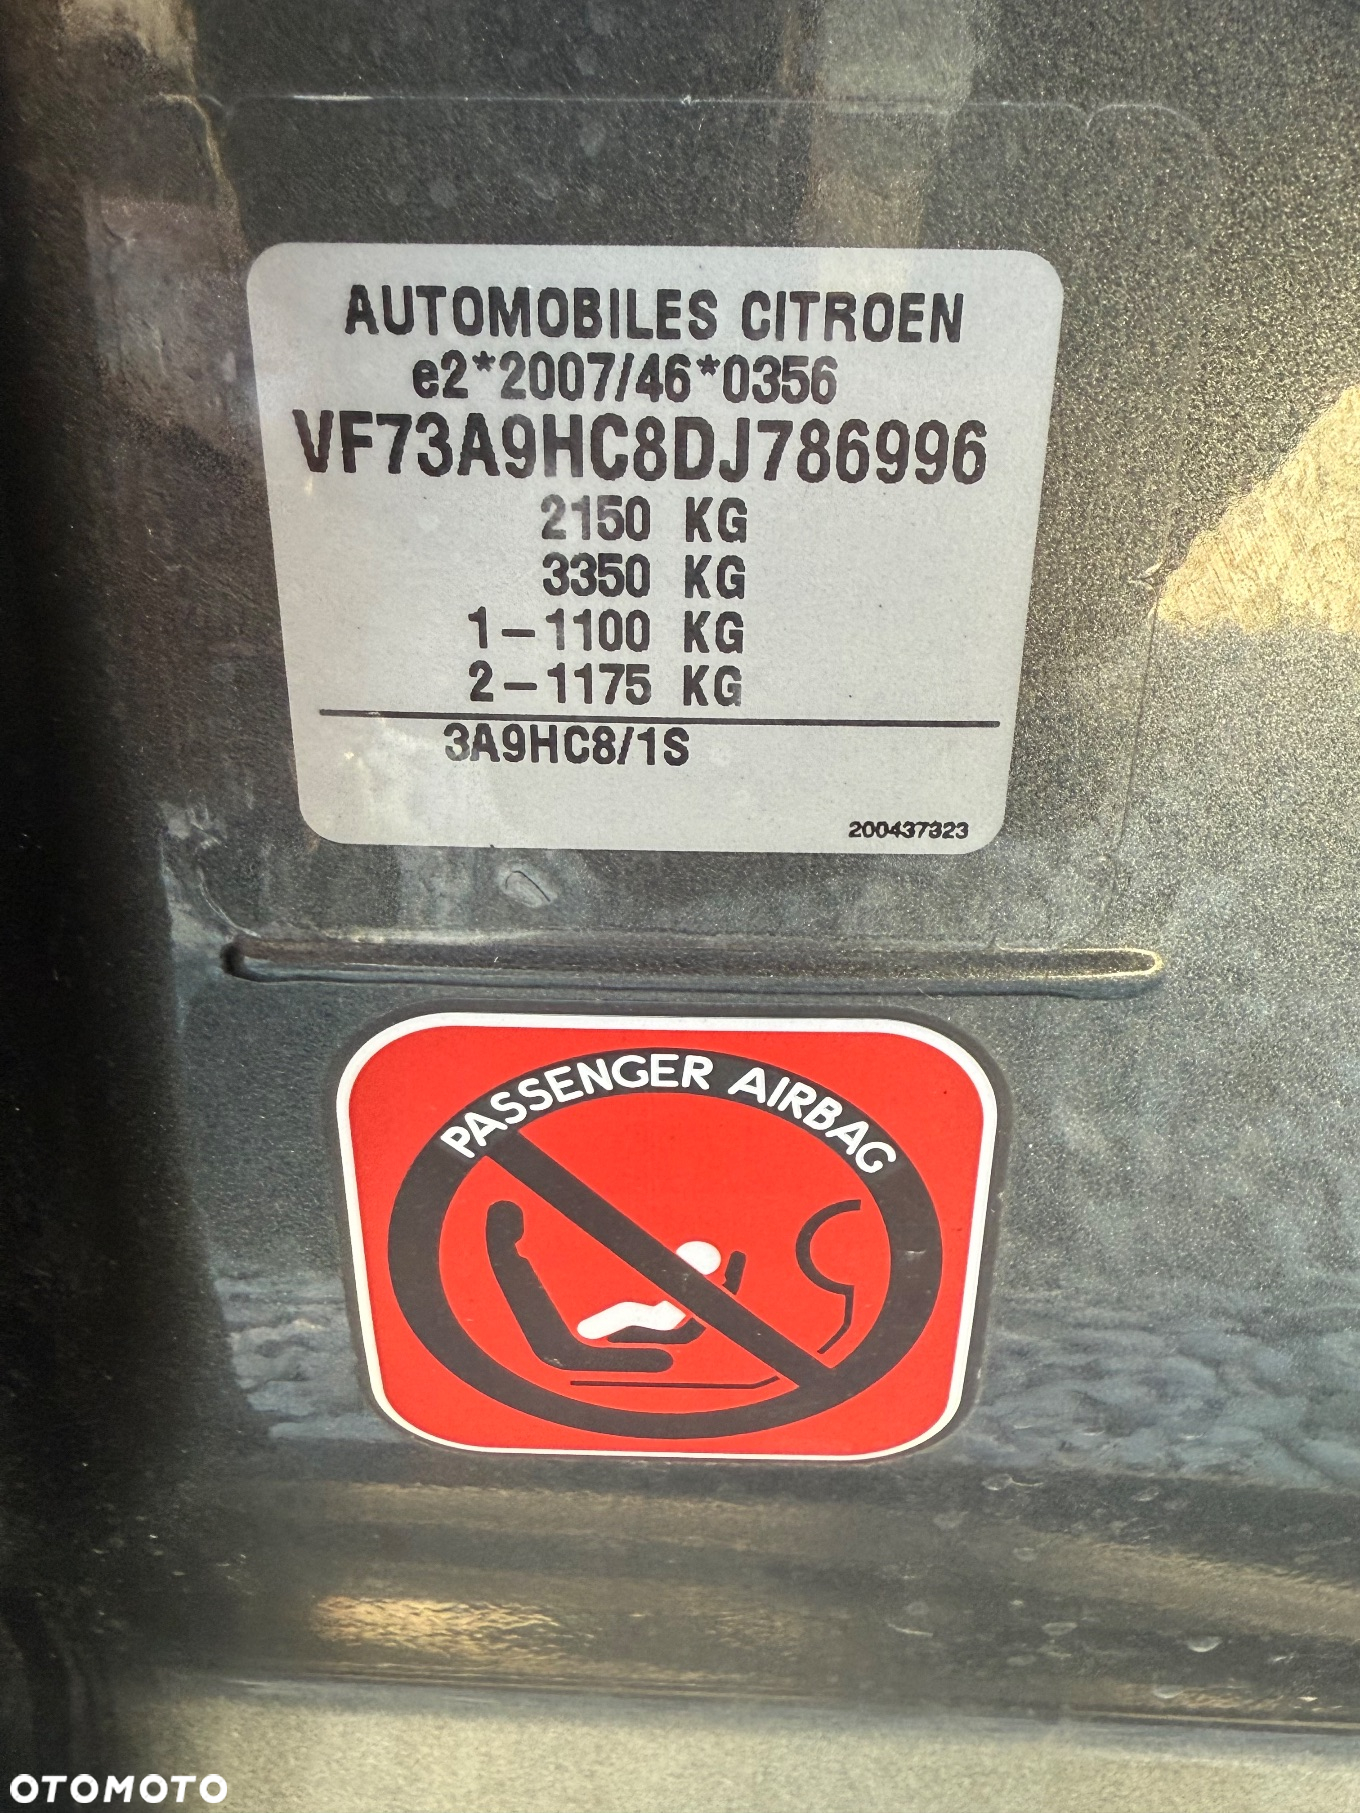 AUTOMOBILES CITROEN
e2*2007/46*0356
VF73A9HC8DJ786996
2150 KG
3350 KG
1-1100 KG
2-1175 KG
3A9HC8/1S
200437323
PASSENGER AIRBAG
OTOMOTO